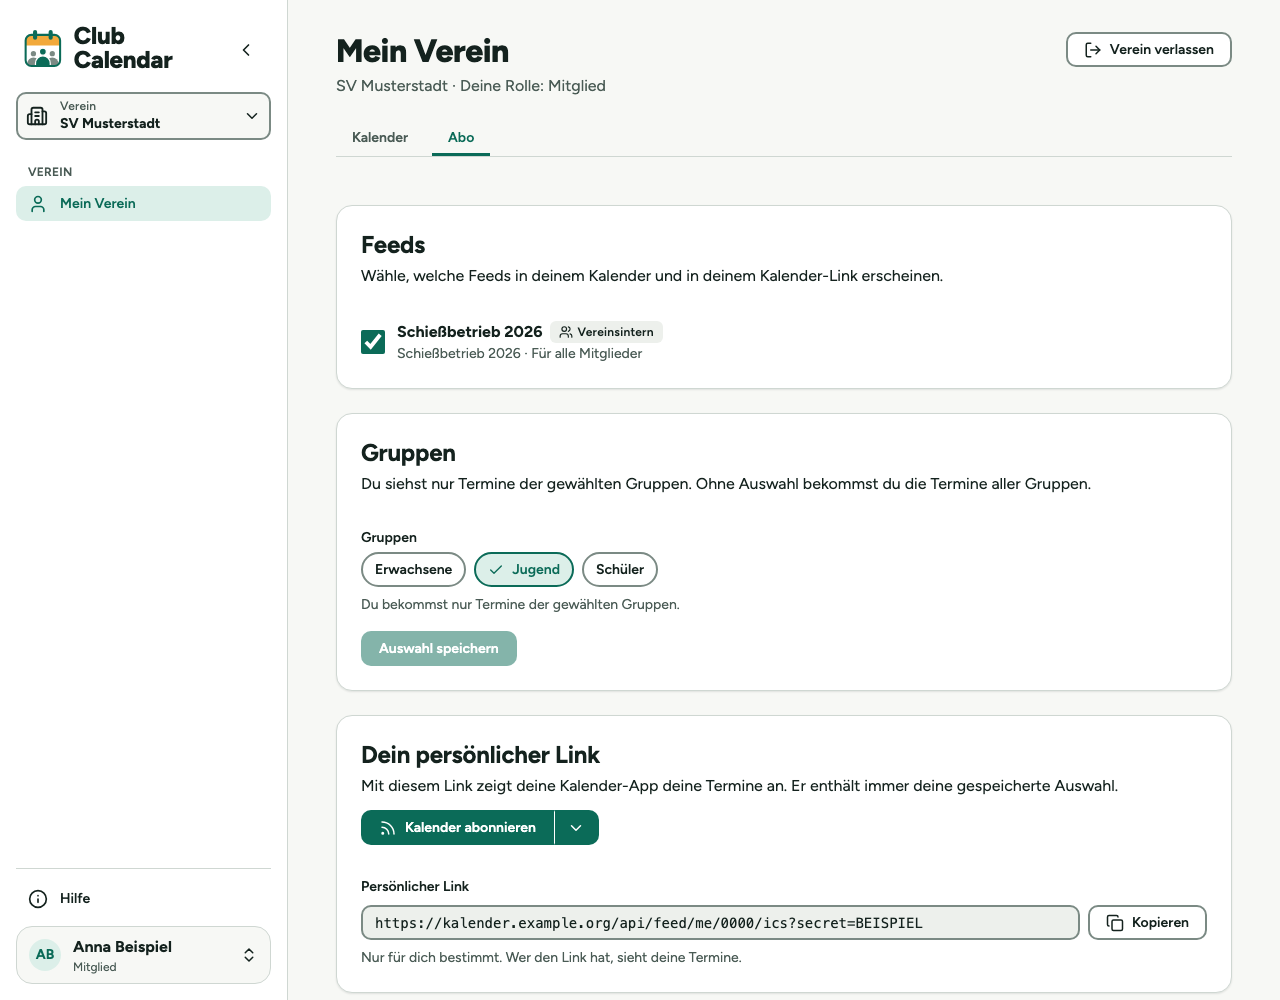 Club
Calendar
Verein
SV Musterstadt
VEREIN
Mein Verein
Hilfe
AB
Anna Beispiel
Mitglied
Mein Verein
SV Musterstadt · Deine Rolle: Mitglied
Verein verlassen
Kalender
Abo
Feeds
Wähle, welche Feeds in deinem Kalender und in deinem Kalender-Link erscheinen.
Schießbetrieb 2026
Vereinsintern
Schießbetrieb 2026 · Für alle Mitglieder
Gruppen
Du siehst nur Termine der gewählten Gruppen. Ohne Auswahl bekommst du die Termine aller Gruppen.
Gruppen
Erwachsene
Jugend
Schüler
Du bekommst nur Termine der gewählten Gruppen.
Auswahl speichern
Dein persönlicher Link
Mit diesem Link zeigt deine Kalender-App deine Termine an. Er enthält immer deine gespeicherte Auswahl.
Kalender abonnieren
Persönlicher Link
https://kalender.example.org/api/feed/me/0000/ics?secret=BEISPIEL
Kopieren
Nur für dich bestimmt. Wer den Link hat, sieht deine Termine.